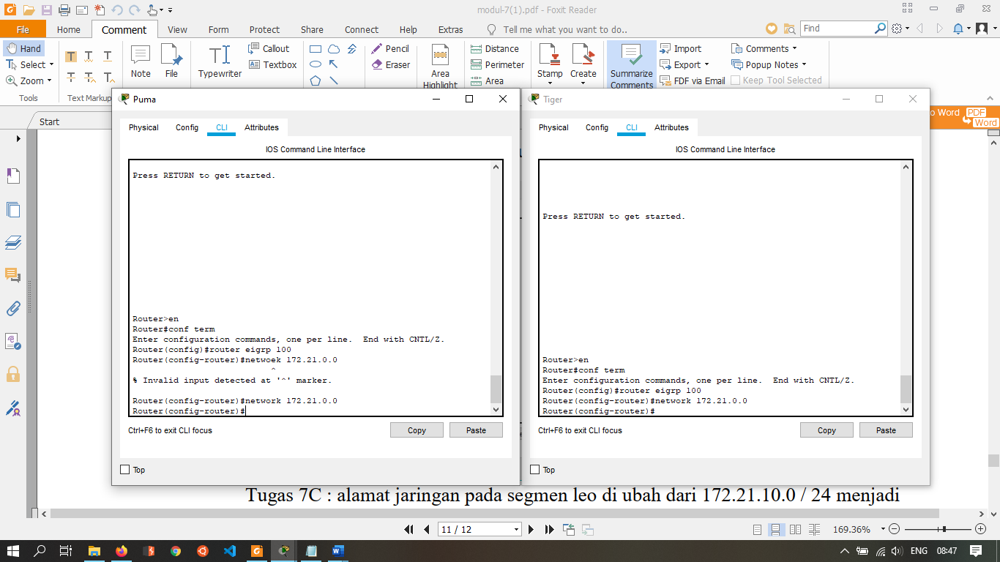 modul-7(1).pdf - Foxit Reader
File Home Comment View Form Protect Share Connect Help Extras Tell me what you want to do.. Find
Hand
Select
Zoom
Tools
T T T
T T T
Text Markup
Note
File
Typewriter
Callout
Textbox
Pencil
Eraser
Area
Highlight
Distance
Perimeter
Area
Stamp
Create
Summarize
Comments
Import
Export
FDF via Email
Comments
Popup Notes
Keep Tool Selected
Start
o Word PDF
Word
Puma
Physical Config CLI Attributes
IOS Command Line Interface
Press RETURN to get started.
Router>en
Router#conf term
Enter configuration commands, one per line. End with CNTL/Z.
Router(config)#router eigrp 100
Router(config-router)#netwoek 172.21.0.0
^
% Invalid input detected at '^' marker.
Router(config-router)#network 172.21.0.0
Router(config-router)#
Ctrl+F6 to exit CLI focus
Copy Paste
Top
Tiger
Physical Config CLI Attributes
IOS Command Line Interface
Press RETURN to get started.
Router>en
Router#conf term
Enter configuration commands, one per line. End with CNTL/Z.
Router(config)#router eigrp 100
Router(config-router)#network 172.21.0.0
Router(config-router)#
Ctrl+F6 to exit CLI focus
Copy Paste
Top
Tugas 7C : alamat jaringan pada segmen leo di ubah dari 172.21.10.0 / 24 menjadi
11 / 12
169.36%
ENG 08:47